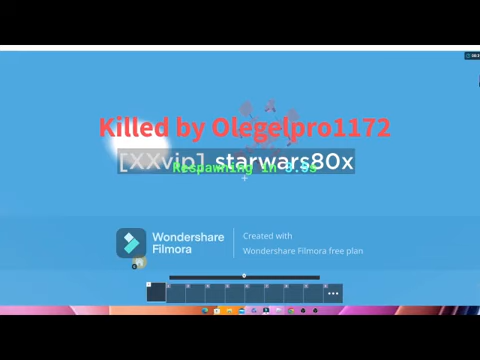 Killed by Olegelpro1172
[XXvip] starwars80x
Respawning in
Wondershare
Filmora
Created with
Wondershare Filmora free plan